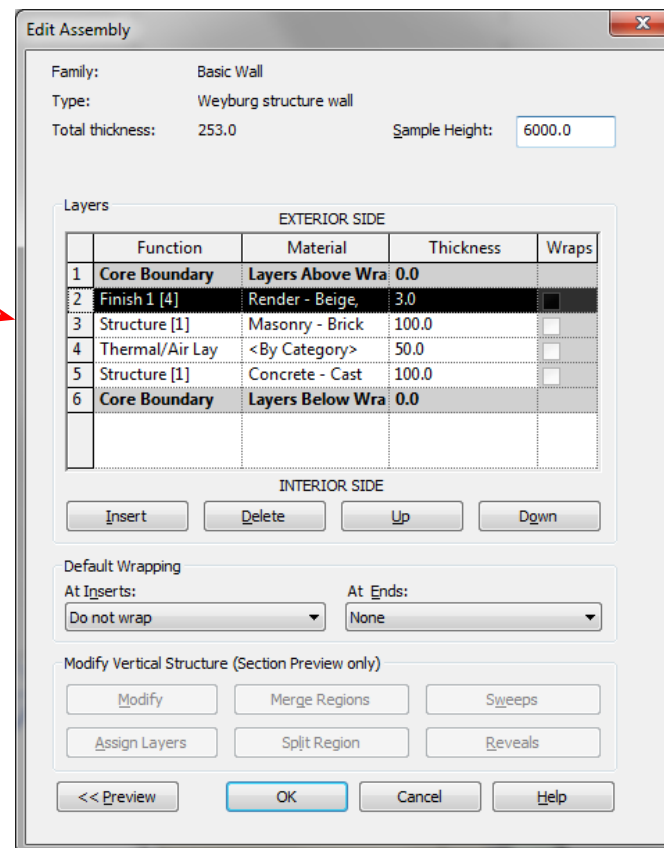 Edit Assembly
Family: Basic Wall
Type: Weyburg structure wall
Total thickness: 253.0 Sample Height: 6000.0
Layers
EXTERIOR SIDE
Function Material Thickness Wraps
1 Core Boundary Layers Above Wra 0.0
2 Finish 1 [4] Render - Beige, 3.0
3 Structure [1] Masonry - Brick 100.0
4 Thermal/Air Lay <By Category> 50.0
5 Structure [1] Concrete - Cast 100.0
6 Core Boundary Layers Below Wra 0.0
INTERIOR SIDE
Insert Delete Up Down
Default Wrapping
At Inserts: At Ends:
Do not wrap None
Modify Vertical Structure (Section Preview only)
Modify Merge Regions Sweeps
Assign Layers Split Region Reveals
<< Preview OK Cancel Help